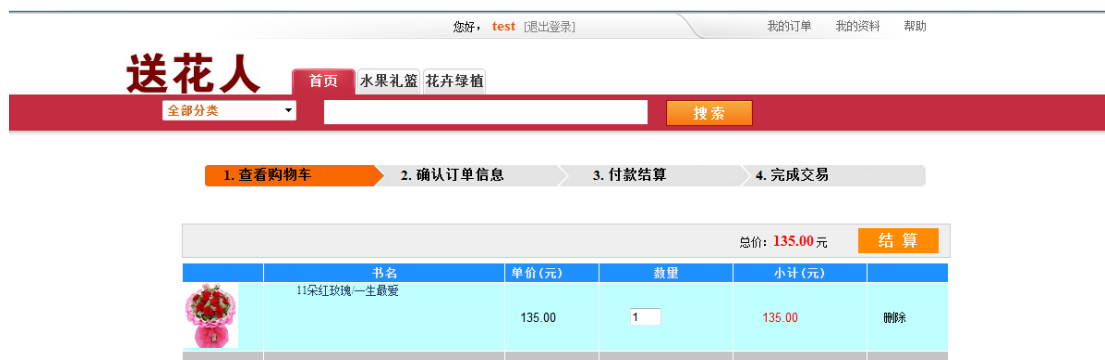 您好， test [退出登录] 我的订单 我的资料 帮助
送花人 首页 水果礼篮 花卉绿植
全部分类 搜索
1. 查看购物车 2. 确认订单信息 3. 付款结算 4. 完成交易
总价：135.00元 结 算
书名 单价(元) 数量 小计(元)
11朵红玫瑰/一生最爱
135.00 1 135.00 删除